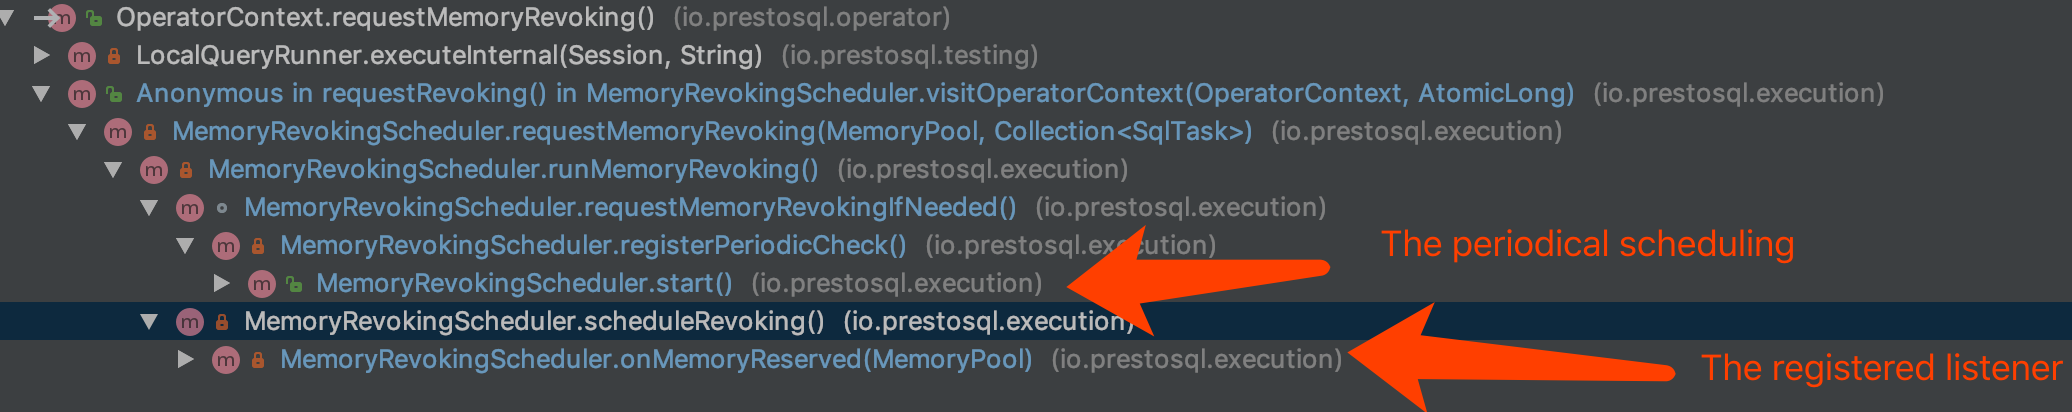 OperatorContext.requestMemoryRevoking() (io.prestosql.operator)
LocalQueryRunner.executeInternal(Session, String) (io.prestosql.testing)
Anonymous in requestRevoking() in MemoryRevokingScheduler.visitOperatorContext(OperatorContext, AtomicLong) (io.prestosql.execution)
MemoryRevokingScheduler.requestMemoryRevoking(MemoryPool, Collection<SqlTask>) (io.prestosql.execution)
MemoryRevokingScheduler.runMemoryRevoking() (io.prestosql.execution)
MemoryRevokingScheduler.requestMemoryRevokingIfNeeded() (io.prestosql.execution)
MemoryRevokingScheduler.registerPeriodicCheck() (io.prestosql.execution)
The periodical scheduling
MemoryRevokingScheduler.start() (io.prestosql.execution)
MemoryRevokingScheduler.scheduleRevoking() (io.prestosql.execution)
MemoryRevokingScheduler.onMemoryReserved(MemoryPool) (io.prestosql.execution)
The registered listener